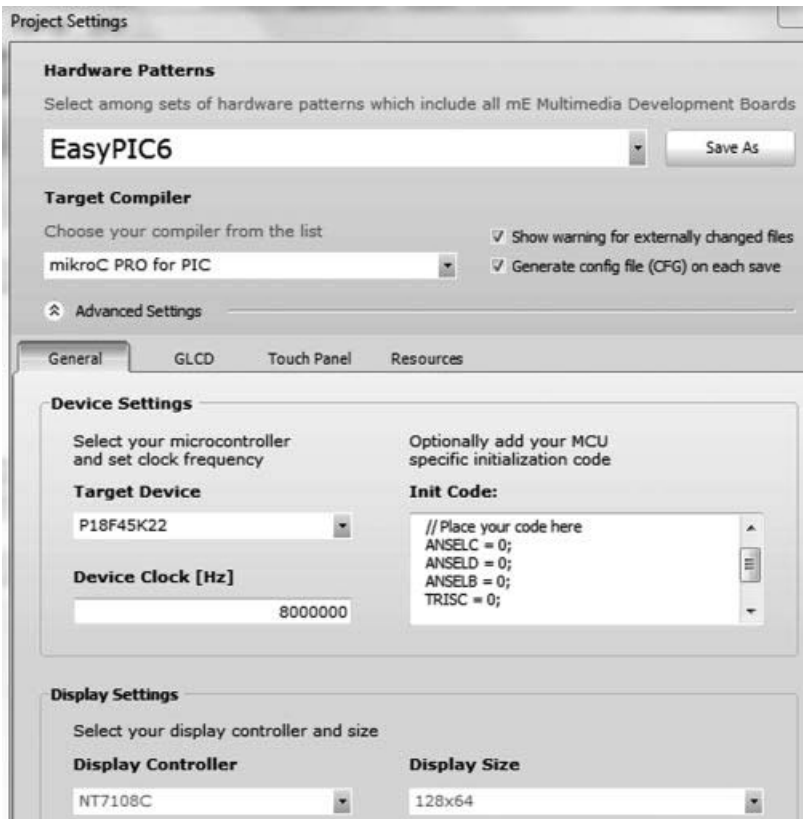 Project Settings
Hardware Patterns
Select among sets of hardware patterns which include all mE Multimedia Development Boards
EasyPIC6
Save As
Target Compiler
Choose your compiler from the list
Show warning for externally changed files
mikroC PRO for PIC
Generate config file (CFG) on each save
Advanced Settings
General GLCD Touch Panel Resources
Device Settings
Select your microcontroller
and set clock frequency
Optionally add your MCU
specific initialization code
Target Device
Init Code:
P18F45K22
// Place your code here
ANSELC = 0;
ANSELD = 0;
ANSELB = 0;
TRISC = 0;
Device Clock [Hz]
8000000
Display Settings
Select your display controller and size
Display Controller
Display Size
NT7108C
128x64